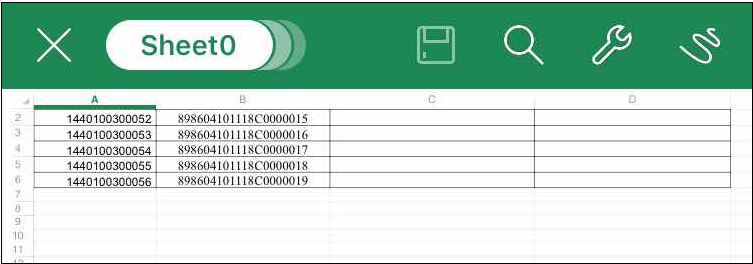 Sheet0
A B C D
2 1440100300052 898604101118C0000015
3 1440100300053 898604101118C0000016
4 1440100300054 898604101118C0000017
5 1440100300055 898604101118C0000018
6 1440100300056 898604101118C0000019
7
8
9
10
11
12